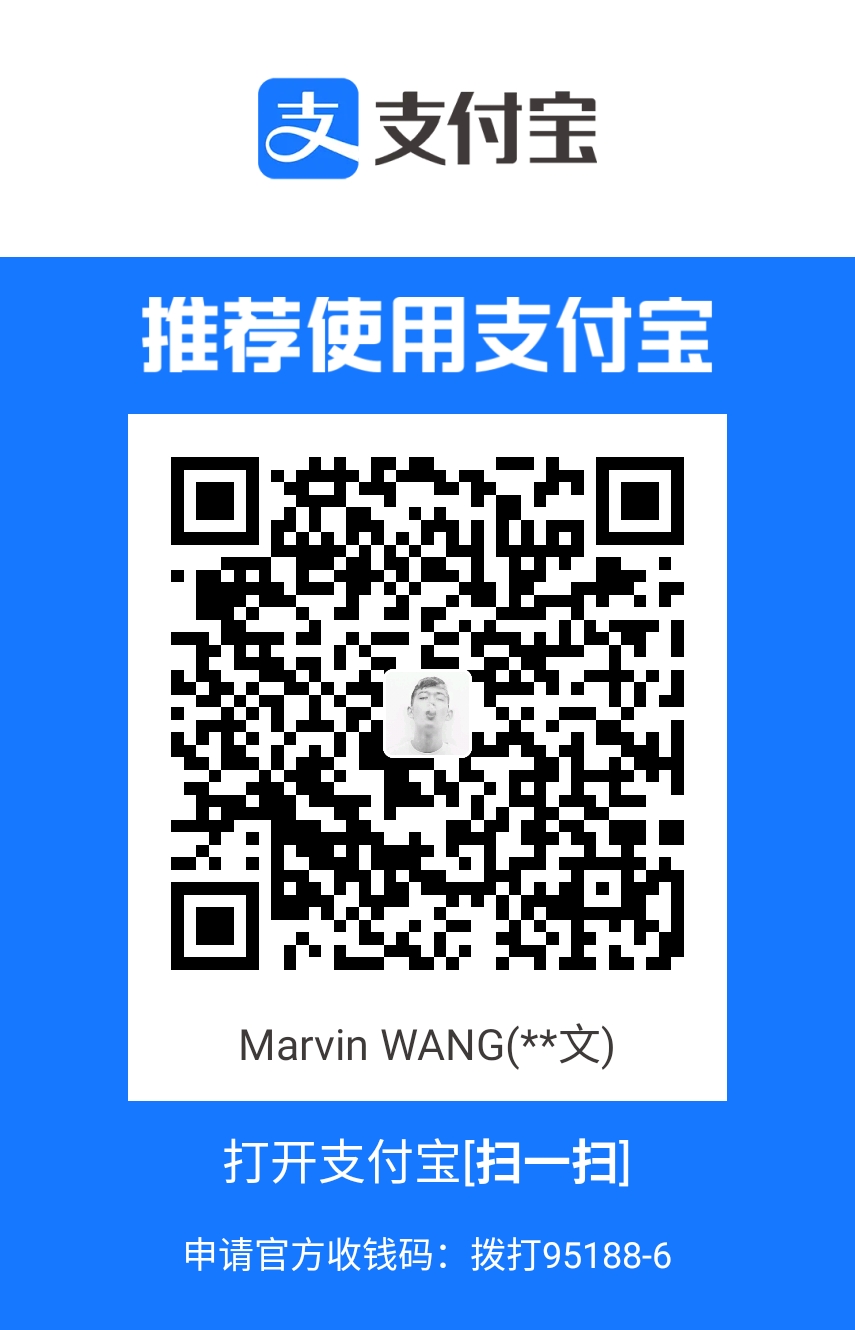 支 支付宝
推荐使用支付宝
Marvin WANG(**文)
打开支付宝[扫一扫]
申请官方收钱码：拨打95188-6